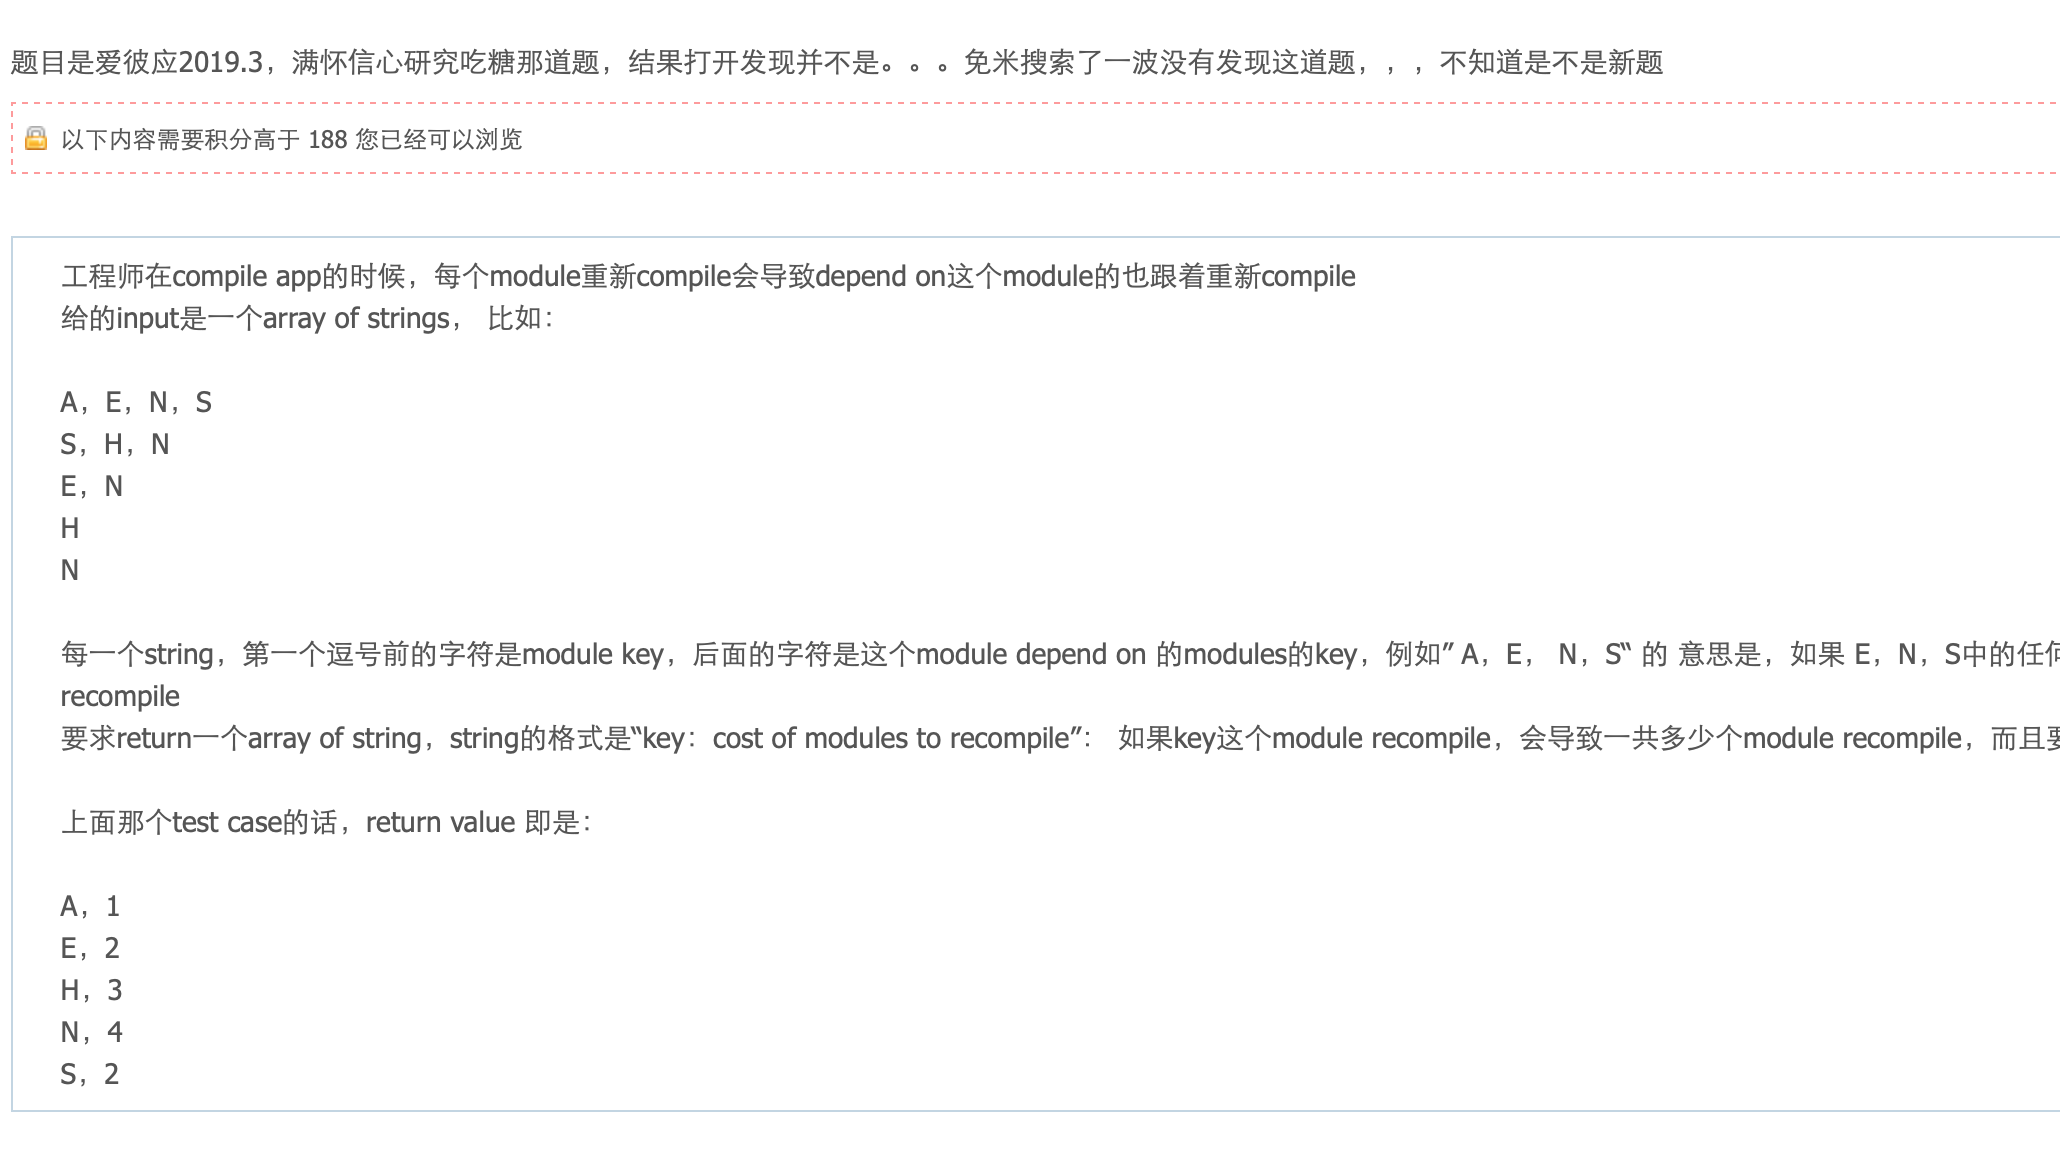 题目是爱彼应2019.3，满怀信心研究吃糖那道题，结果打开发现并不是。。。免米搜索了一波没有发现这道题，，，不知道是不是新题
以下内容需要积分高于 188 您已经可以浏览
工程师在compile app的时候，每个module重新compile会导致depend on这个module的也跟着重新compile
给的input是一个array of strings， 比如：
A，E，N，S
S，H，N
E，N
H
N
每一个string，第一个逗号前的字符是module key，后面的字符是这个module depend on 的modules的key，例如” A，E， N，S“ 的 意思是，如果 E，N，S中的任何
recompile
要求return一个array of string，string的格式是“key：cost of modules to recompile”： 如果key这个module recompile，会导致一共多少个module recompile，而且要
上面那个test case的话，return value 即是：
A，1
E，2
H，3
N，4
S，2